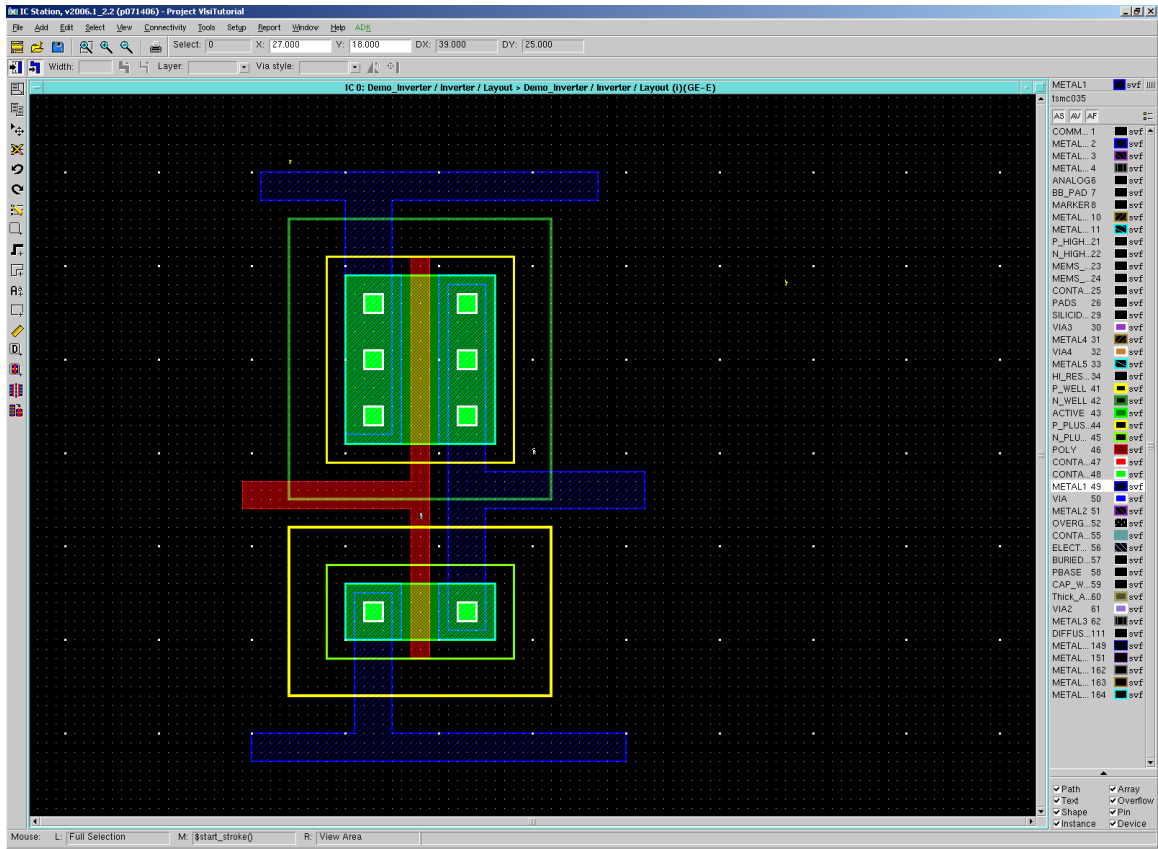 IC Station, v2006.1_2.2 (p071406) - Project VlsiTutorial
File Add Edit Select View Connectivity Tools Setup Report Window Help ADK
Select: 0 X: 27.000 Y: 18.000 DX: 39.000 DY: 25.000
Width: Layer: Via style:
IC 0: Demo_Inverter / Inverter / Layout > Demo_Inverter / Inverter / Layout (i)(GE-E)
METAL1 svf
tsmc035
AS AV AF
COMM... 1 svf
METAL... 2 svf
METAL... 3 svf
METAL... 4 svf
ANALOG6 svf
BB_PAD 7 svf
MARKER8 svf
METAL... 10 svf
METAL... 11 svf
P_HIGH...21 svf
N_HIGH...22 svf
MEMS_...23 svf
MEMS_...24 svf
CONTA...25 svf
PADS 26 svf
SILICID...29 svf
VIA3 30 svf
METAL4 31 svf
VIA4 32 svf
METAL5 33 svf
HI_RES...34 svf
P_WELL 41 svf
N_WELL 42 svf
ACTIVE 43 svf
P_PLUS...44 svf
N_PLU... 45 svf
POLY 46 svf
CONTA...47 svf
CONTA...48 svf
METAL1 49 svf
VIA 50 svf
METAL2 51 svf
OVERG...52 svf
CONTA...55 svf
ELECT... 56 svf
BURIED...57 svf
PBASE 58 svf
CAP_W...59 svf
Thick_A...60 svf
VIA2 61 svf
METAL3 62 svf
DIFFUS...111 svf
METAL... 149 svf
METAL... 151 svf
METAL... 162 svf
METAL... 163 svf
METAL... 164 svf
Path Array
Text Overflow
Shape Pin
Instance Device
Mouse: L: Full Selection M: $start_stroke() R: View Area